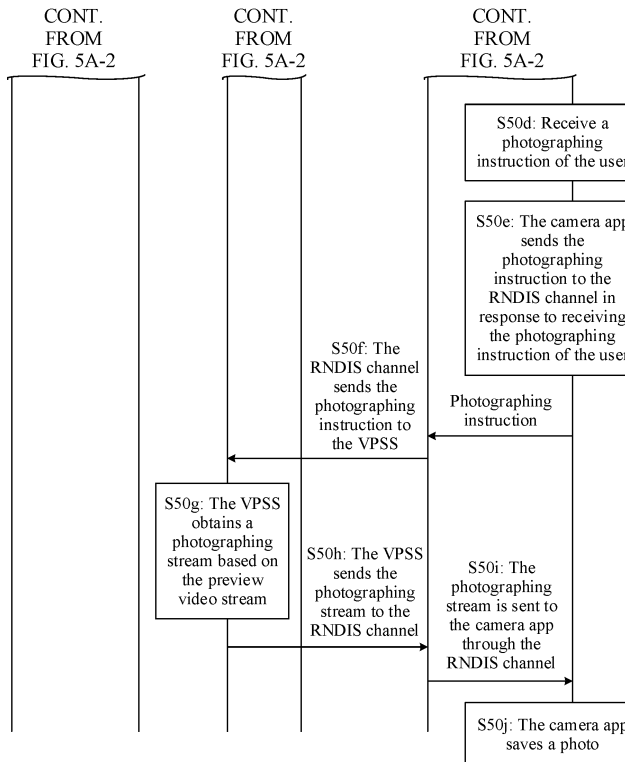 CONT.
FROM
FIG. 5A-2
CONT.
FROM
FIG. 5A-2
CONT.
FROM
FIG. 5A-2
S50d: Receive a
photographing
instruction of the user
S50e: The camera app
sends the
photographing
instruction to the
RNDIS channel in
response to receiving
the photographing
instruction of the user
S50f: The
RNDIS channel
sends the
photographing
instruction to
the VPSS
Photographing
instruction
S50g: The VPSS
obtains a
photographing
stream based on
the preview
video stream
S50h: The VPSS
sends the
photographing
stream to the
RNDIS channel
S50i: The
photographing
stream is sent to
the camera app
through the
RNDIS channel
S50j: The camera app
saves a photo